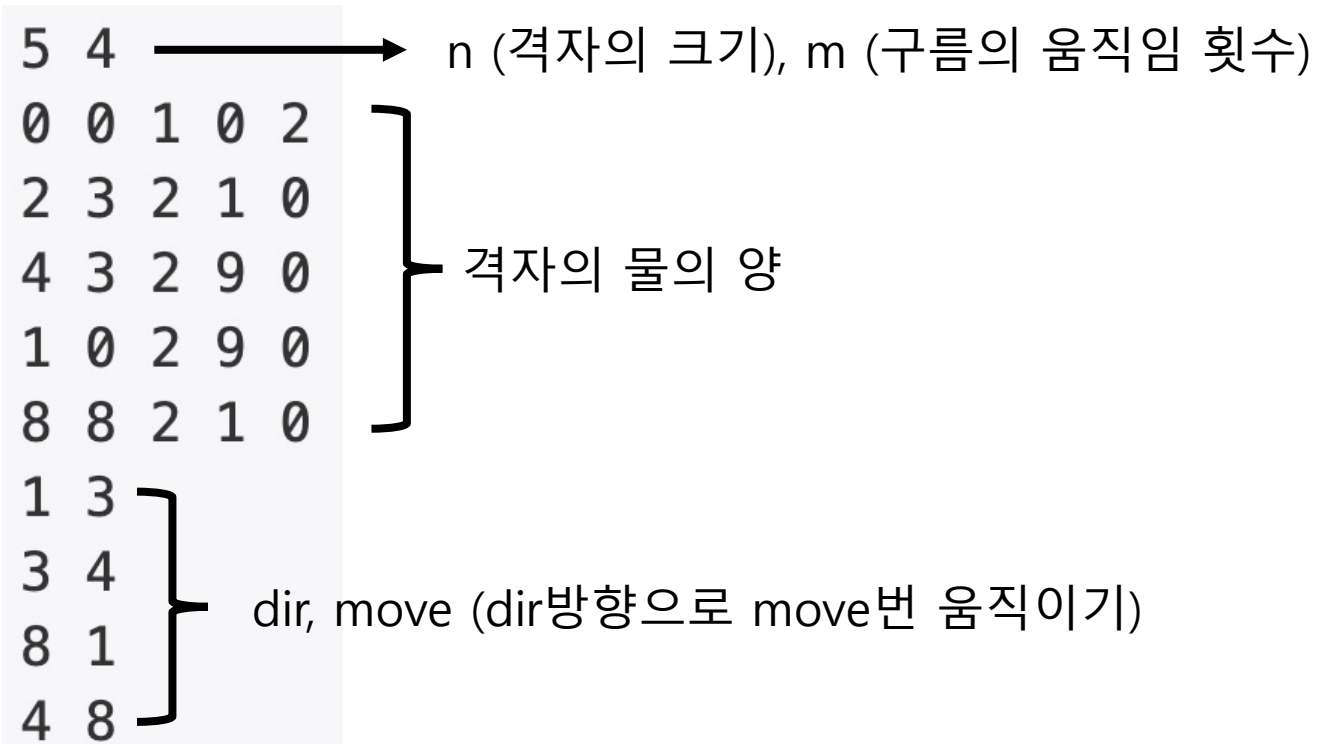 5 4 n (격자의 크기), m (구름의 움직임 횟수)
0 0 1 0 2
2 3 2 1 0
4 3 2 9 0 격자의 물의 양
1 0 2 9 0
8 8 2 1 0
1 3
3 4
dir, move (dir방향으로 move번 움직이기)
8 1
4 8